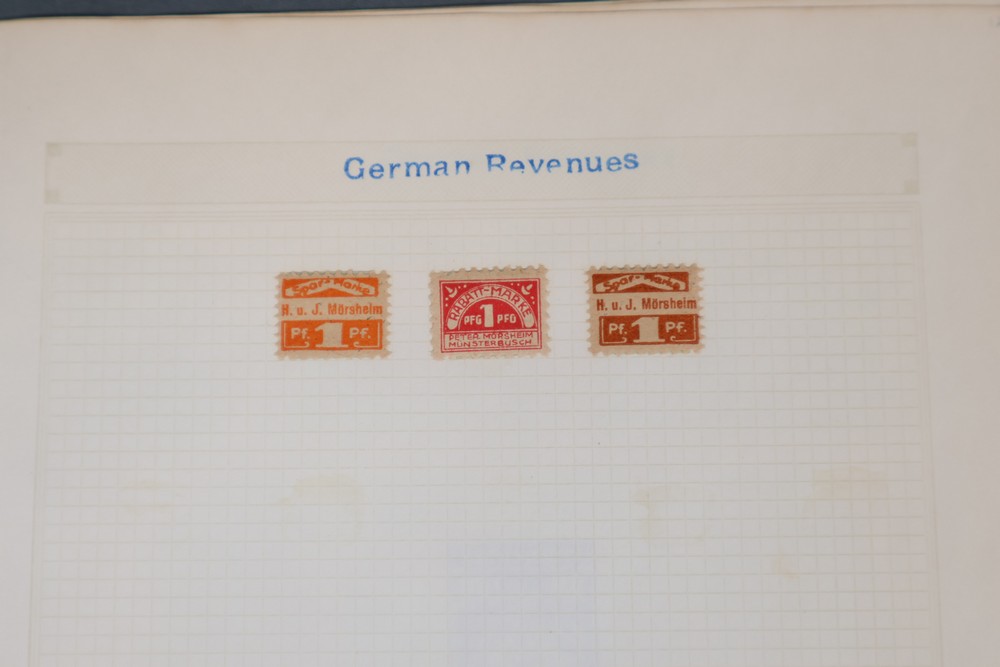 German Revenues
Spar-Marke
H. u. J. Mörsheim
Pf. 1 Pf.
RABATT-MARKE
PFG 1 PFG
PETER MÖRSHEIM
MÜNSTERBUSCH
Spar-Marke
H. u. J. Mörsheim
Pf. 1 Pf.